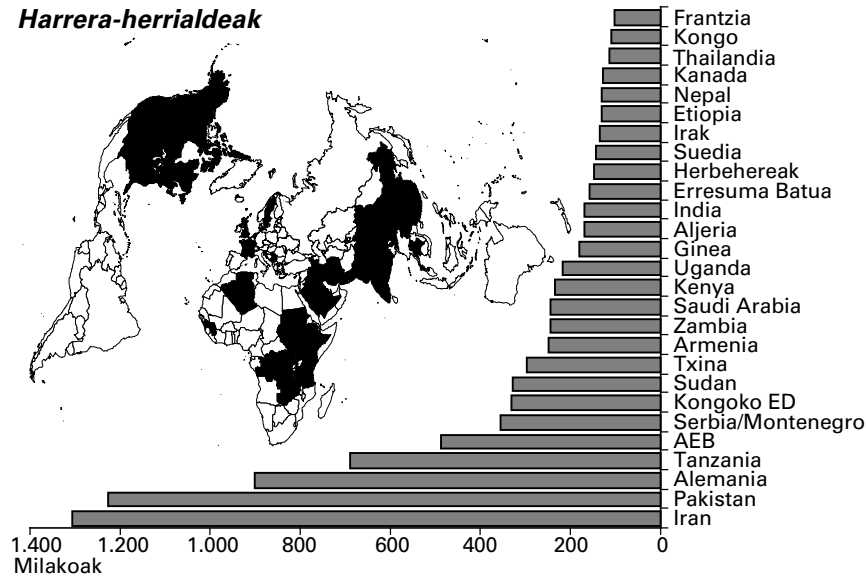 Harrera-herrialdeak
Frantzia
Kongo
Thailandia
Kanada
Nepal
Etiopia
Irak
Suedia
Herbehereak
Erresuma Batua
India
Aljeria
Ginea
Uganda
Kenya
Saudi Arabia
Zambia
Armenia
Txina
Sudan
Kongoko ED
Serbia/Montenegro
AEB
Tanzania
Alemania
Pakistan
Iran
1.400 1.200 1.000 800 600 400 200 0
Milakoak